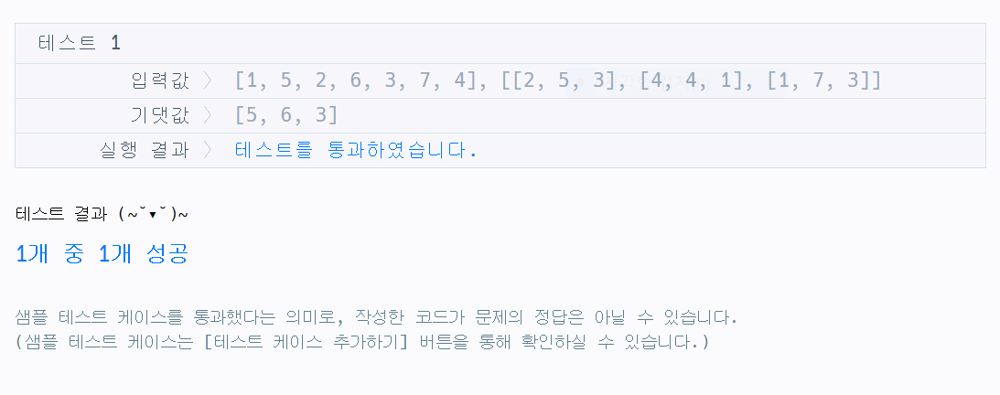 테스트 1
입력값 〉 [1, 5, 2, 6, 3, 7, 4], [[2, 5, 3], [4, 4, 1], [1, 7, 3]]
기댓값 〉 [5, 6, 3]
실행 결과 〉 테스트를 통과하였습니다.
테스트 결과 (~˘▾˘)~
1개 중 1개 성공
샘플 테스트 케이스를 통과했다는 의미로, 작성한 코드가 문제의 정답은 아닐 수 있습니다.
(샘플 테스트 케이스는 [테스트 케이스 추가하기] 버튼을 통해 확인하실 수 있습니다.)